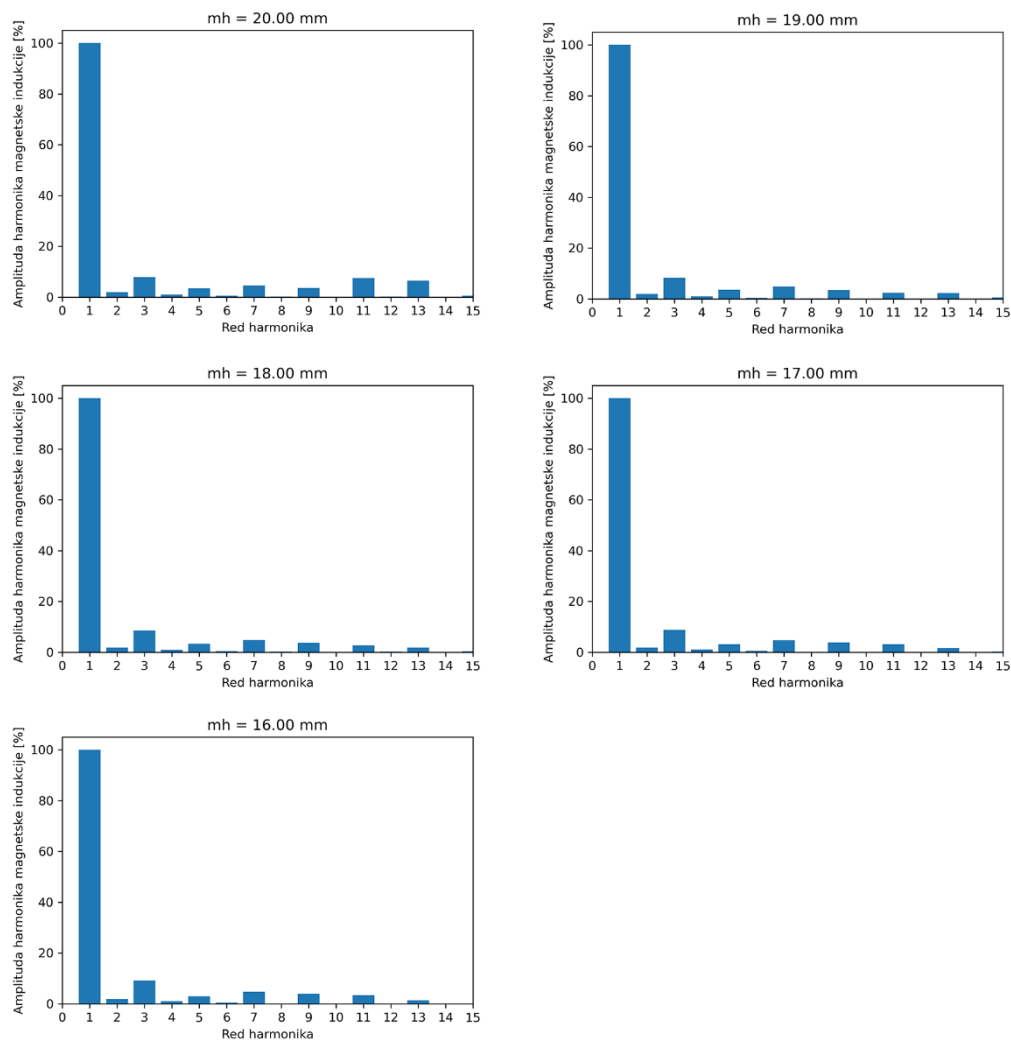 mh = 20.00 mm
Amplituda harmonika magnetske indukcije [%]
100
80
60
40
20
0
0 1 2 3 4 5 6 7 8 9 10 11 12 13 14 15
Red harmonika
mh = 19.00 mm
Amplituda harmonika magnetske indukcije [%]
100
80
60
40
20
0
0 1 2 3 4 5 6 7 8 9 10 11 12 13 14 15
Red harmonika
mh = 18.00 mm
Amplituda harmonika magnetske indukcije [%]
100
80
60
40
20
0
0 1 2 3 4 5 6 7 8 9 10 11 12 13 14 15
Red harmonika
mh = 17.00 mm
Amplituda harmonika magnetske indukcije [%]
100
80
60
40
20
0
0 1 2 3 4 5 6 7 8 9 10 11 12 13 14 15
Red harmonika
mh = 16.00 mm
Amplituda harmonika magnetske indukcije [%]
100
80
60
40
20
0
0 1 2 3 4 5 6 7 8 9 10 11 12 13 14 15
Red harmonika